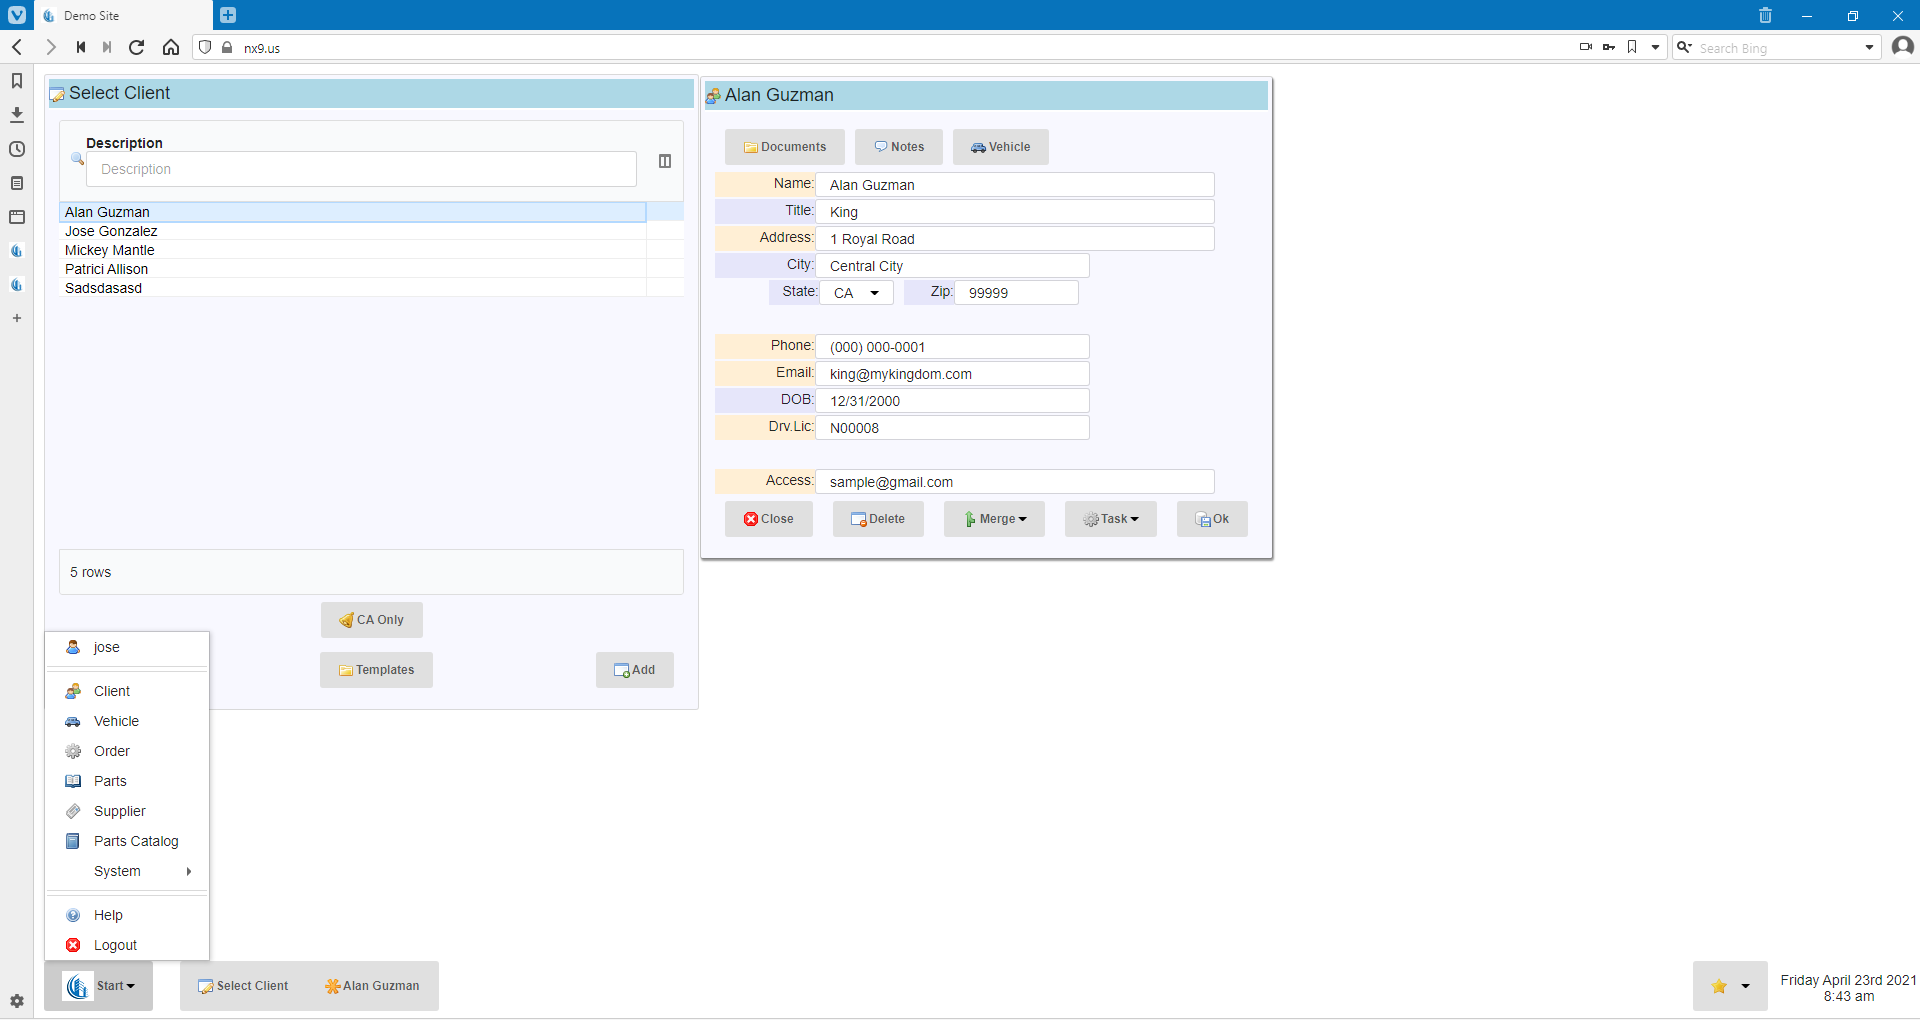 Demo Site
nx9.us
Search Bing
Select Client
Description
Description
Alan Guzman
Jose Gonzalez
Mickey Mantle
Patrici Allison
Sadsdasasd
5 rows
CA Only
Templates
Add
Alan Guzman
Documents
Notes
Vehicle
Name: Alan Guzman
Title: King
Address: 1 Royal Road
City: Central City
State: CA Zip: 99999
Phone: (000) 000-0001
Email: king@mykingdom.com
DOB: 12/31/2000
Drv.Lic: N00008
Access: sample@gmail.com
Close
Delete
Merge
Task
Ok
jose
Client
Vehicle
Order
Parts
Supplier
Parts Catalog
System
Help
Logout
Start
Select Client
Alan Guzman
Friday April 23rd 2021
8:43 am